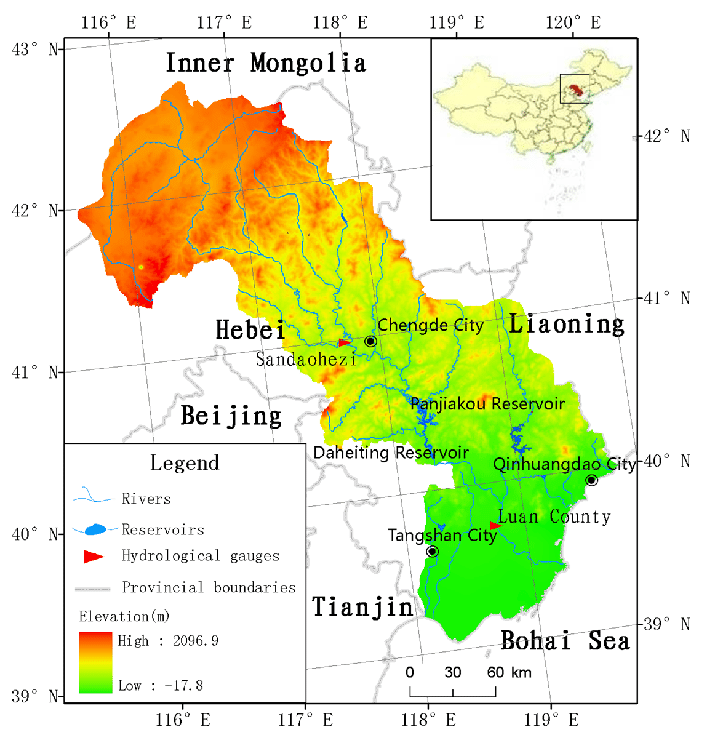 116° E 117° E 118° E 119° E 120° E
43° N
Inner Mongolia
42° N
42° N
41° N
Chengde City
Hebei
Liaoning
Sandaohezi
41° N
Panjiakou Reservoir
Beijing
Daheiting Reservoir
Qinhuangdao City
40° N
Luan County
Tangshan City
40° N
Legend
Rivers
Reservoirs
Hydrological gauges
Provincial boundaries
Elevation(m)
High : 2096.9
Low : -17.8
Tianjin
Bohai Sea
39° N
0 30 60 km
39° N
116° E 117° E 118° E 119° E